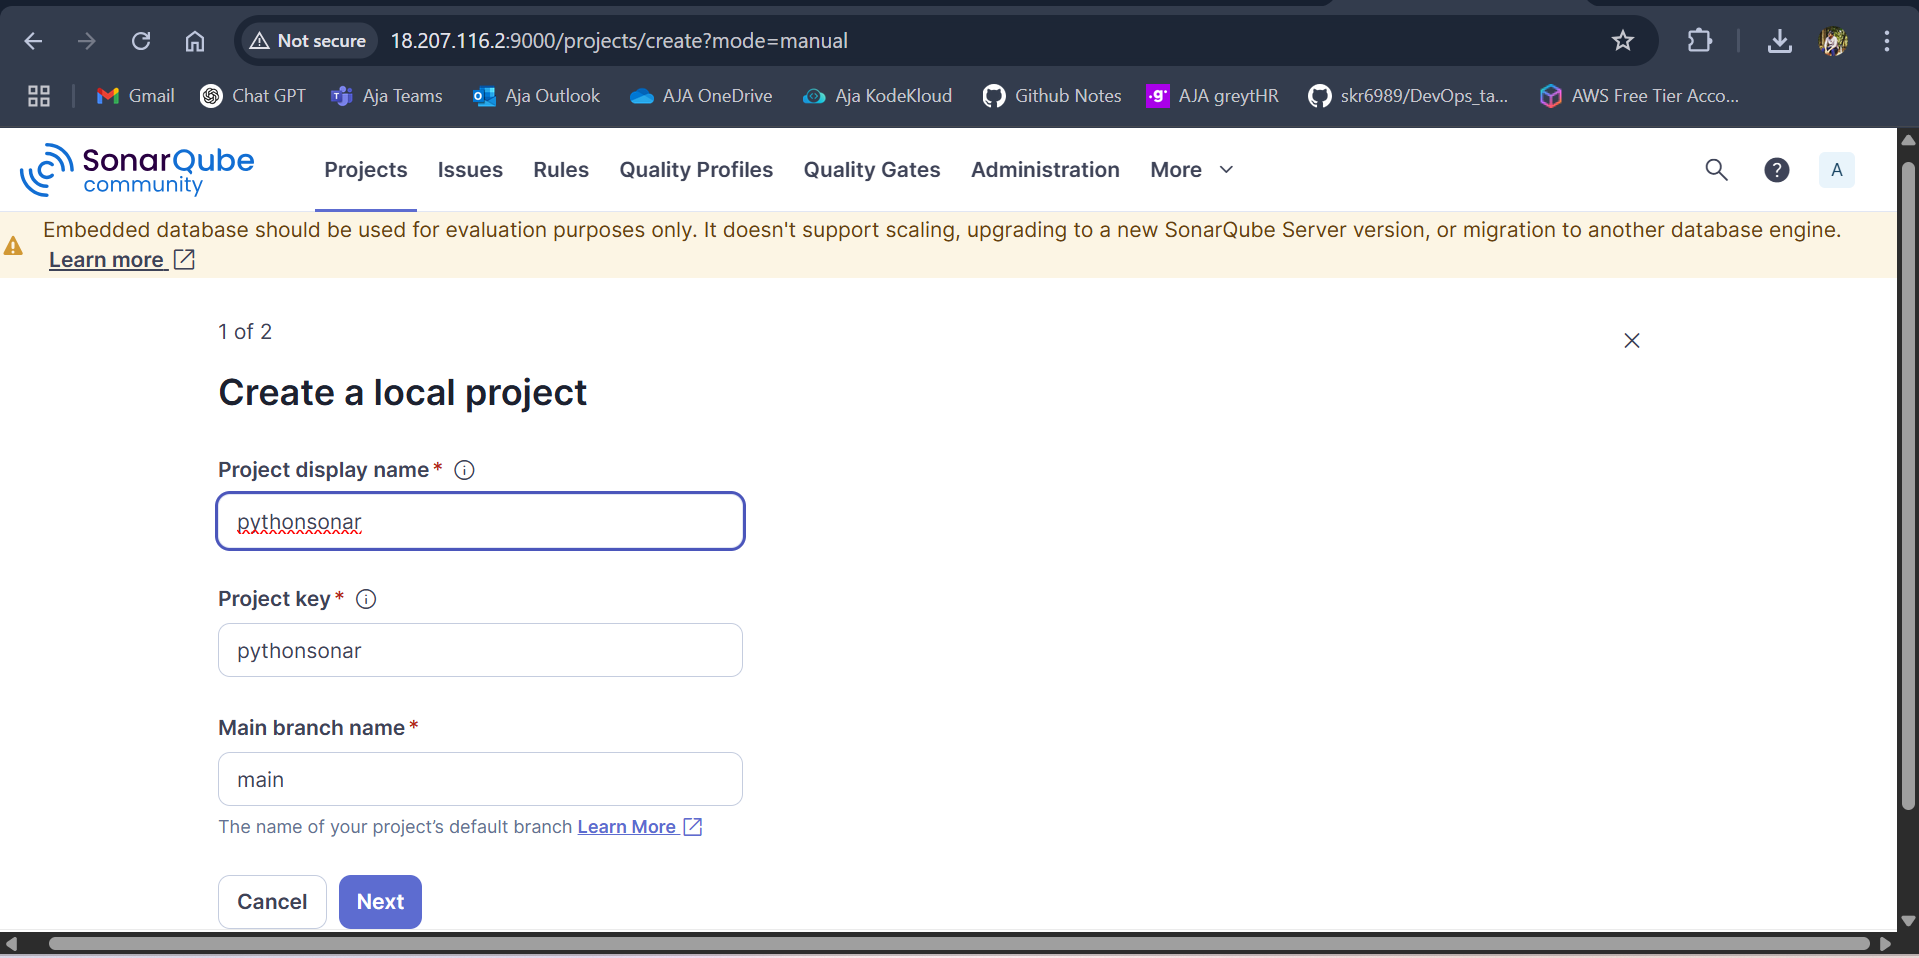 Not secure 18.207.116.2:9000/projects/create?mode=manual
Gmail Chat GPT Aja Teams Aja Outlook AJA OneDrive Aja KodeKloud Github Notes .g* AJA greytHR skr6989/DevOps_ta... AWS Free Tier Acco...
SonarQube community Projects Issues Rules Quality Profiles Quality Gates Administration More ? A
Embedded database should be used for evaluation purposes only. It doesn't support scaling, upgrading to a new SonarQube Server version, or migration to another database engine.
Learn more
1 of 2
Create a local project
Project display name*
pythonsonar
Project key*
pythonsonar
Main branch name*
main
The name of your project’s default branch Learn More
Cancel Next